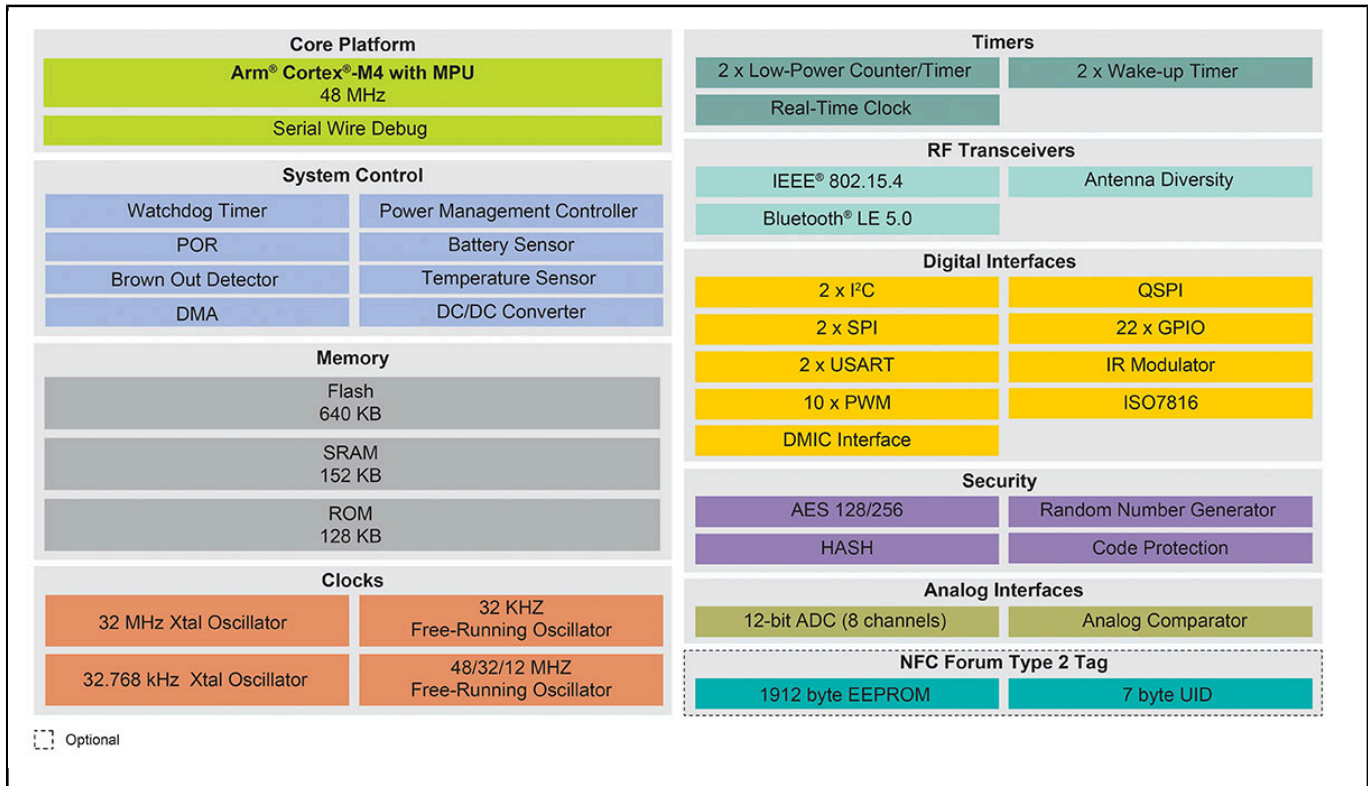 Core Platform
Arm® Cortex®-M4 with MPU
48 MHz
Serial Wire Debug
System Control
Watchdog Timer
Power Management Controller
POR
Battery Sensor
Brown Out Detector
Temperature Sensor
DMA
DC/DC Converter
Memory
Flash
640 KB
SRAM
152 KB
ROM
128 KB
Clocks
32 MHz Xtal Oscillator
32 KHZ
Free-Running Oscillator
32.768 kHz Xtal Oscillator
48/32/12 MHZ
Free-Running Oscillator
Optional
Timers
2 x Low-Power Counter/Timer
2 x Wake-up Timer
Real-Time Clock
RF Transceivers
IEEE® 802.15.4
Antenna Diversity
Bluetooth® LE 5.0
Digital Interfaces
2 x I²C
QSPI
2 x SPI
22 x GPIO
2 x USART
IR Modulator
10 x PWM
ISO7816
DMIC Interface
Security
AES 128/256
Random Number Generator
HASH
Code Protection
Analog Interfaces
12-bit ADC (8 channels)
Analog Comparator
NFC Forum Type 2 Tag
1912 byte EEPROM
7 byte UID